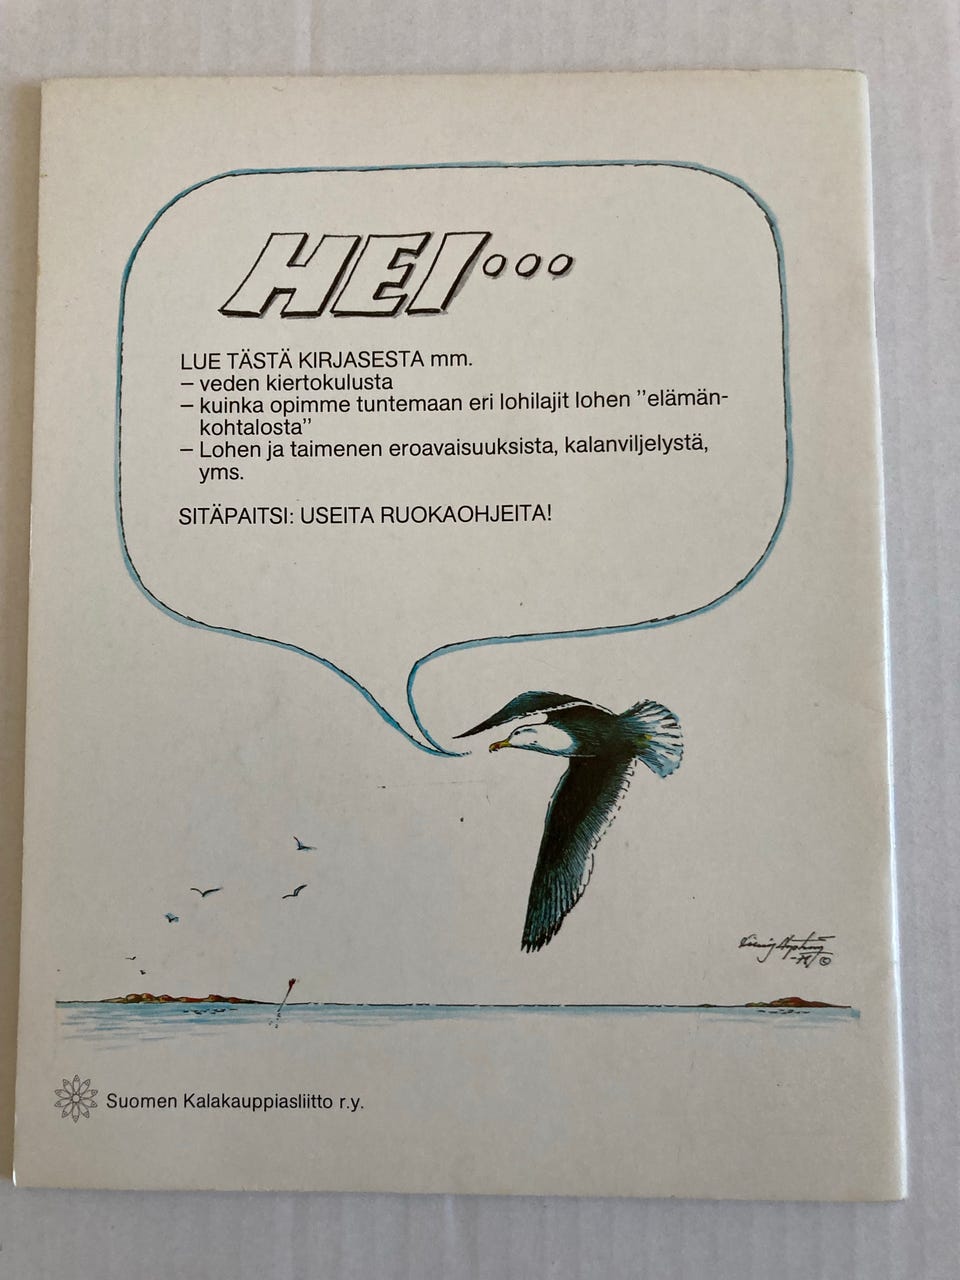 HEI...
LUE TÄSTÄ KIRJASESTA mm.
– veden kiertokulusta
– kuinka opimme tuntemaan eri lohilajit lohen "elämän-
kohtalosta"
– Lohen ja taimenen eroavaisuuksista, kalanviljelystä,
yms.
SITÄPAITSI: USEITA RUOKAOHJEITA!
©
Suomen Kalakauppiasliitto r.y.